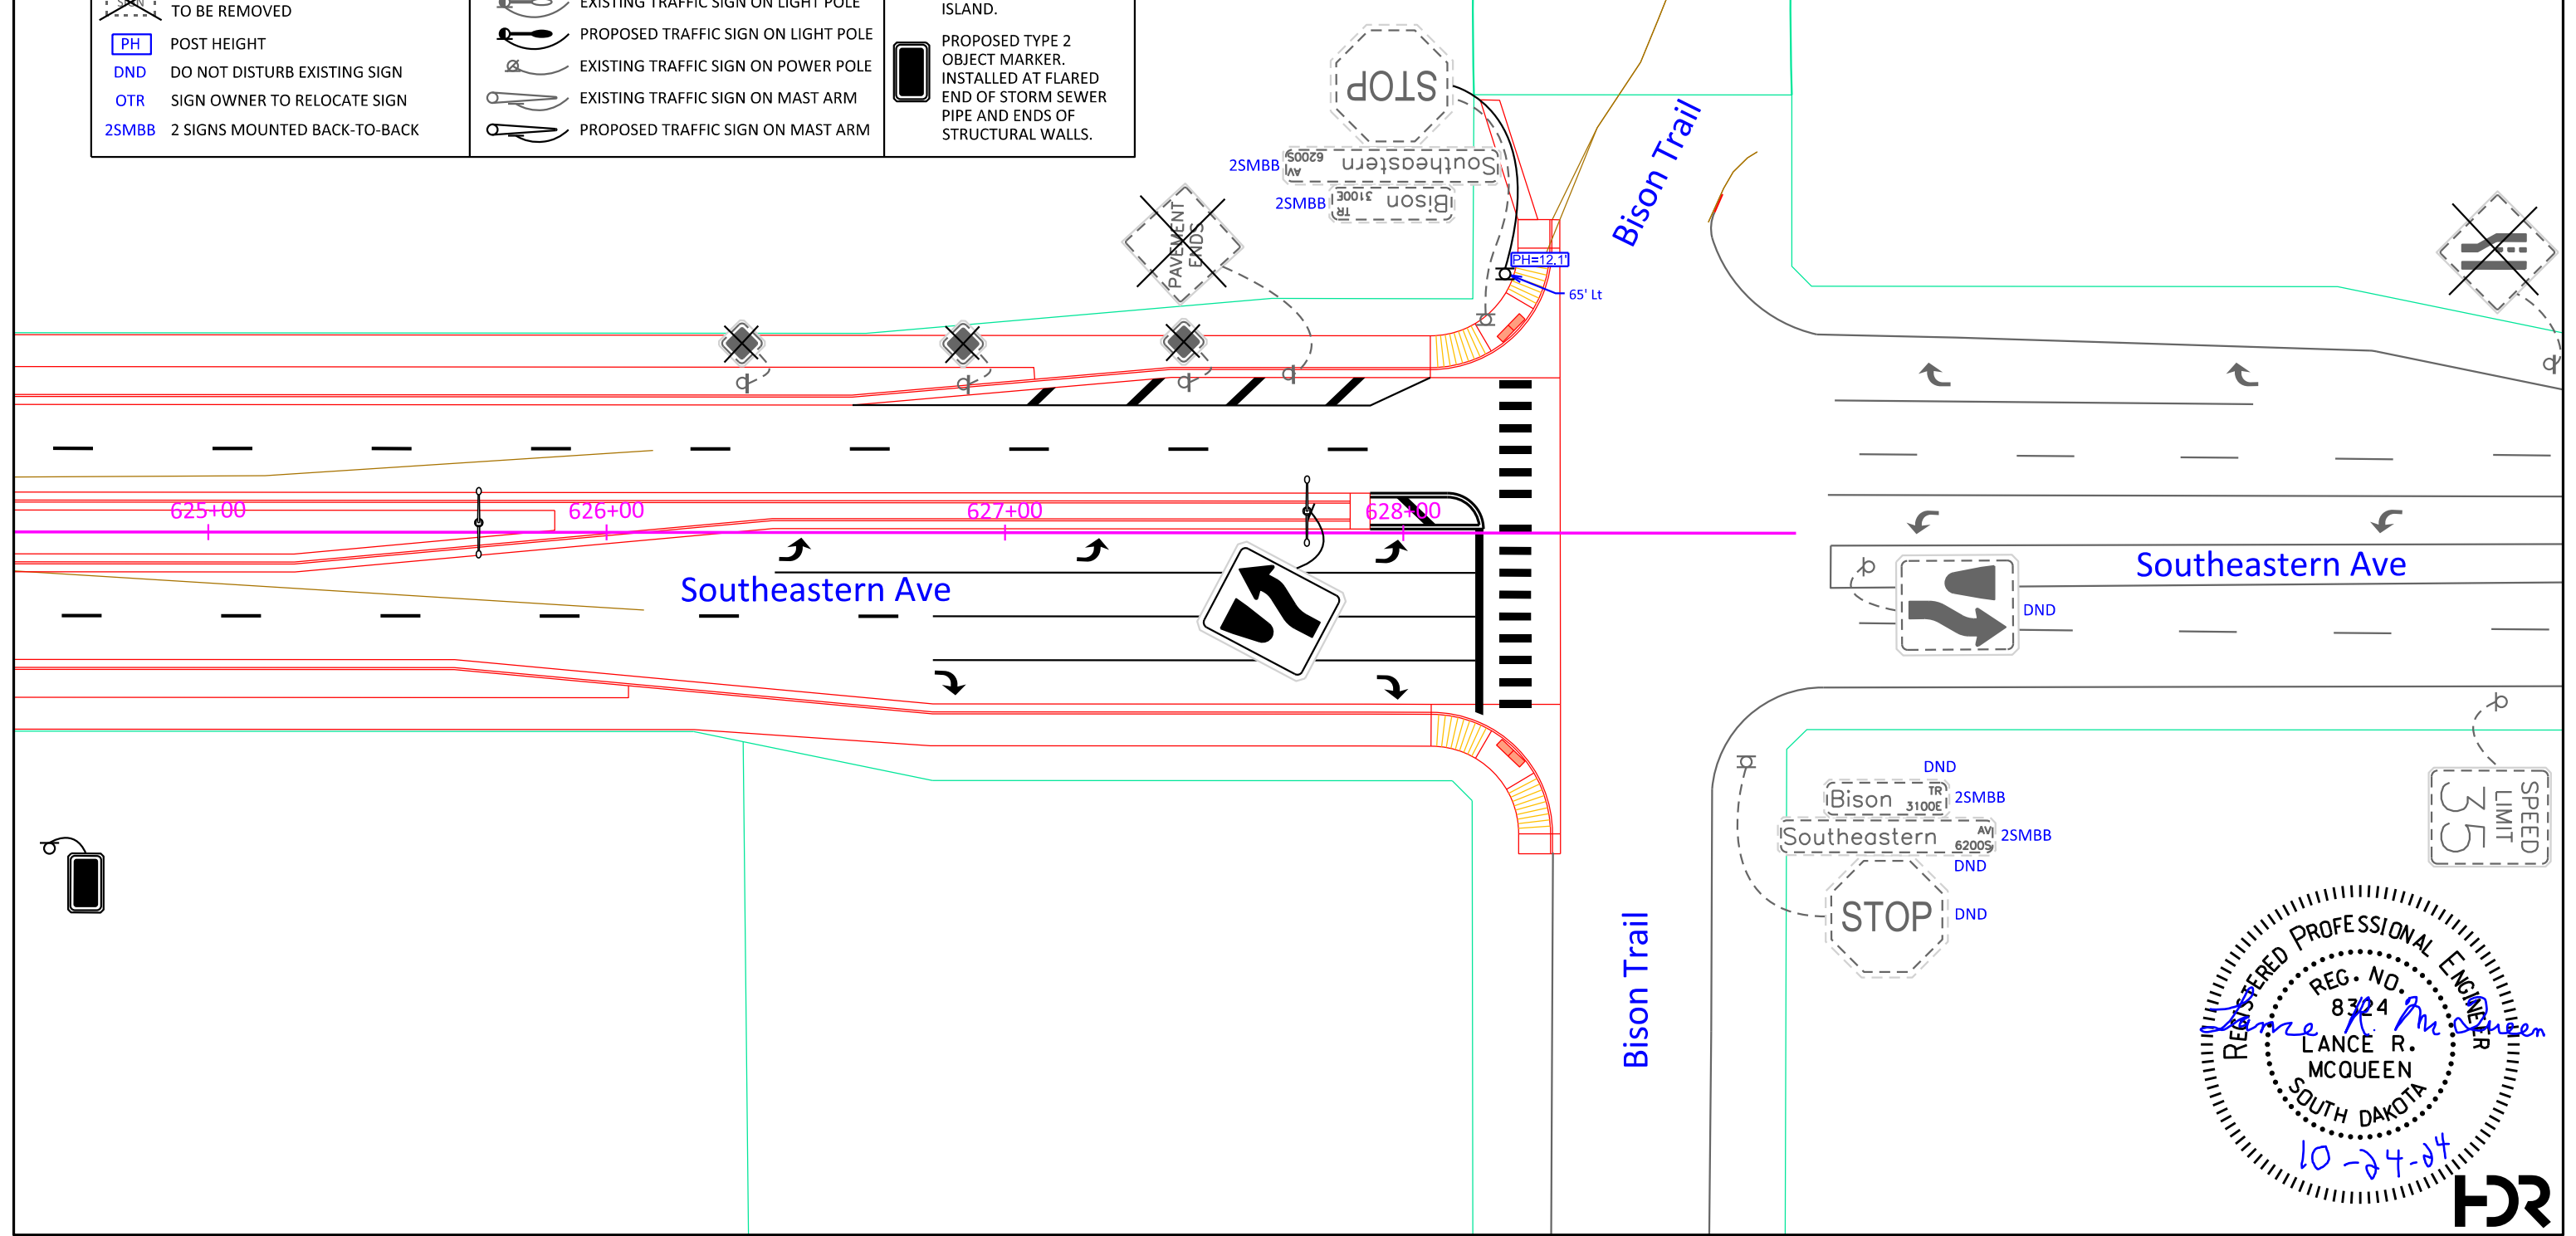 TO BE REMOVED
PH POST HEIGHT
DND DO NOT DISTURB EXISTING SIGN
OTR SIGN OWNER TO RELOCATE SIGN
2SMBB 2 SIGNS MOUNTED BACK-TO-BACK
EXISTING TRAFFIC SIGN ON LIGHT POLE
PROPOSED TRAFFIC SIGN ON LIGHT POLE
EXISTING TRAFFIC SIGN ON POWER POLE
EXISTING TRAFFIC SIGN ON MAST ARM
PROPOSED TRAFFIC SIGN ON MAST ARM
ISLAND.
PROPOSED TYPE 2
OBJECT MARKER.
INSTALLED AT FLARED
END OF STORM SEWER
PIPE AND ENDS OF
STRUCTURAL WALLS.
STOP
2SMBB
Southeastern AV 6200S
2SMBB
Bison TR 3100E
PAVEMENT
ENDS
Bison Trail
PH=12.1'
65' Lt
625+00
626+00
627+00
628+00
Southeastern Ave
Southeastern Ave
DND
DND
Bison TR 3100E
2SMBB
Southeastern AV 6200S
2SMBB
DND
STOP
DND
SPEED
LIMIT
35
Bison Trail
REGISTERED PROFESSIONAL ENGINEER
REG. NO.
8324
Lance R. McQueen
LANCE R.
MCQUEEN
SOUTH DAKOTA
10-24-24
HDR